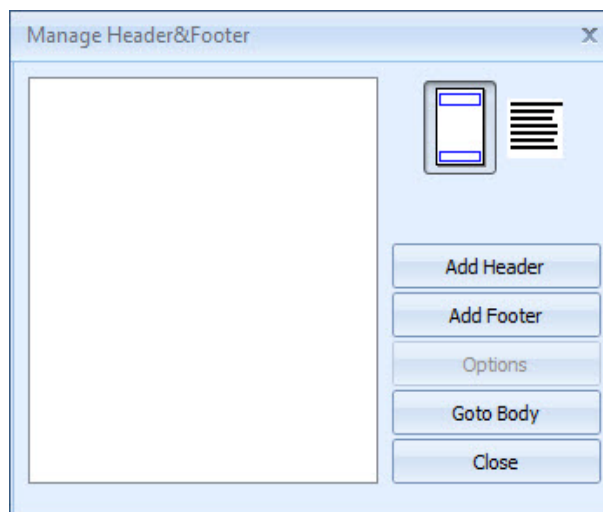 Manage Header&Footer
Add Header
Add Footer
Options
Goto Body
Close